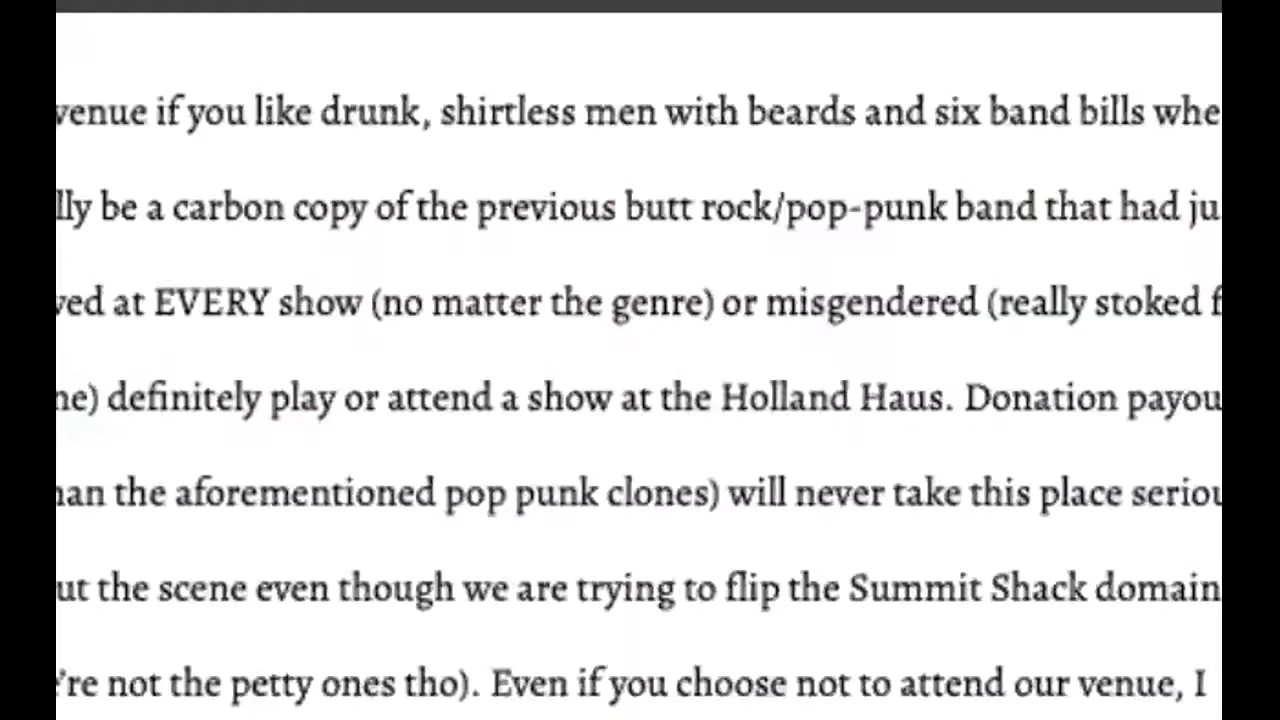 venue if you like drunk, shirtless men with beards and six band bills whe
lly be a carbon copy of the previous butt rock/pop-punk band that had ju
ved at EVERY show (no matter the genre) or misgendered (really stoked f
ne) definitely play or attend a show at the Holland Haus. Donation payou
han the aforementioned pop punk clones) will never take this place seriou
ut the scene even though we are trying to flip the Summit Shack domain
e're not the petty ones tho). Even if you choose not to attend our venue, I